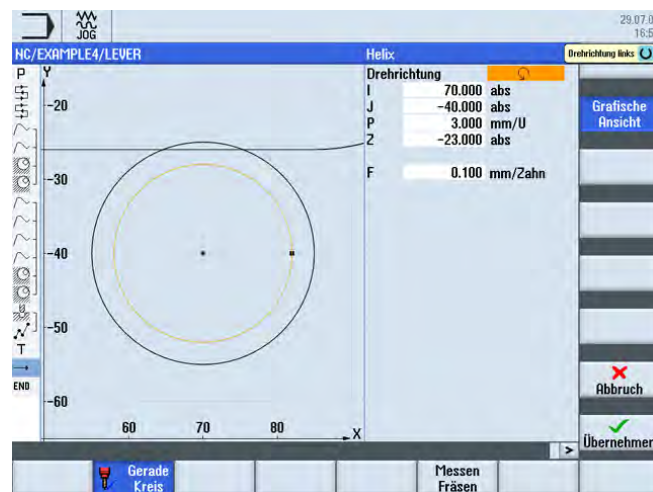 29.07.0
16:5
JOG
NC/EXAMPLE4/LEVER
Helix
Drehrichtung links
P
Y
Drehrichtung
I 70.000 abs
J -40.000 abs
P 3.000 mm/U
Z -23.000 abs
F 0.100 mm/Zahn
Grafische
Ansicht
-20
-30
-40
-50
-60
T
END
60 70 80 X
Abbruch
Übernehmen
>
Gerade
Kreis
Messen
Fräsen